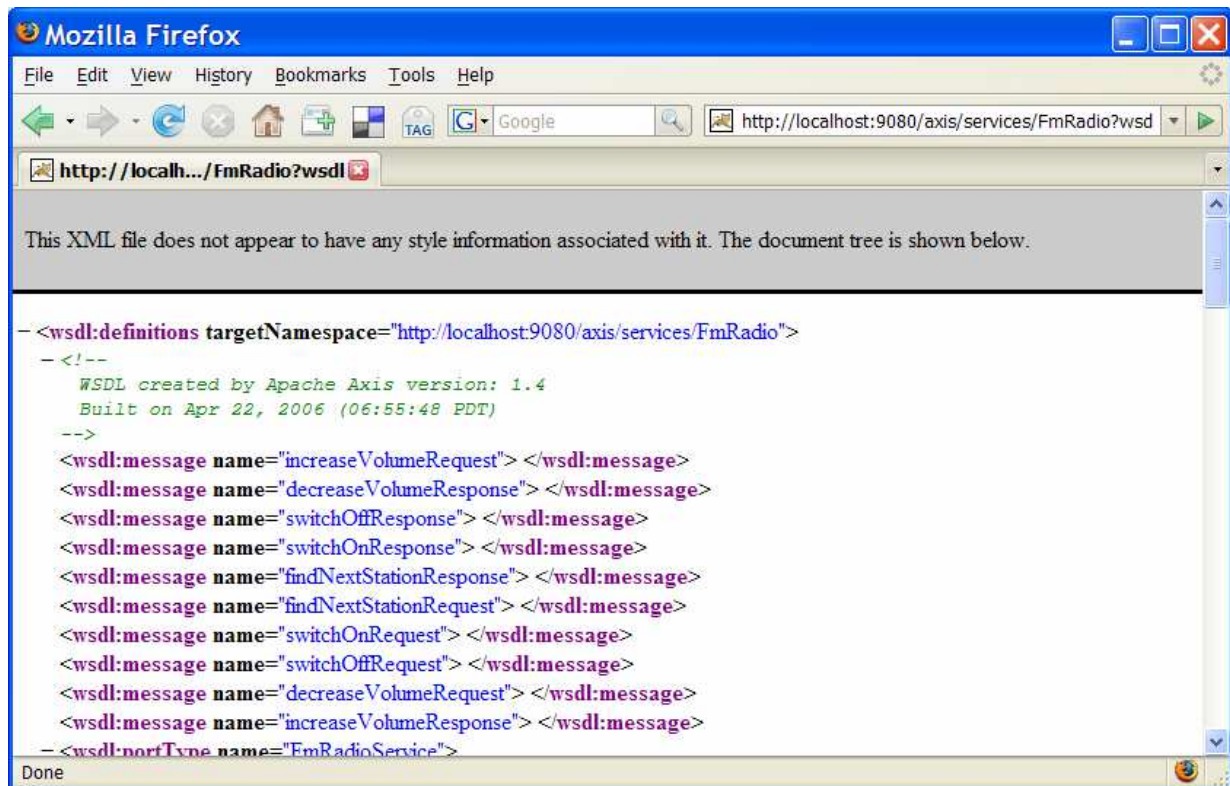 Mozilla Firefox
File Edit View History Bookmarks Tools Help
TAG G Google http://localhost:9080/axis/services/FmRadio?wsd
http://localh.../FmRadio?wsdl
This XML file does not appear to have any style information associated with it. The document tree is shown below.
− <wsdl:definitions targetNamespace="http://localhost:9080/axis/services/FmRadio">
− <!--
WSDL created by Apache Axis version: 1.4
Built on Apr 22, 2006 (06:55:48 PDT)
-->
<wsdl:message name="increaseVolumeRequest"> </wsdl:message>
<wsdl:message name="decreaseVolumeResponse"> </wsdl:message>
<wsdl:message name="switchOffResponse"> </wsdl:message>
<wsdl:message name="switchOnResponse"> </wsdl:message>
<wsdl:message name="findNextStationResponse"> </wsdl:message>
<wsdl:message name="findNextStationRequest"> </wsdl:message>
<wsdl:message name="switchOnRequest"> </wsdl:message>
<wsdl:message name="switchOffRequest"> </wsdl:message>
<wsdl:message name="decreaseVolumeRequest"> </wsdl:message>
<wsdl:message name="increaseVolumeResponse"> </wsdl:message>
− <wsdl:portType name="FmRadioService">
Done